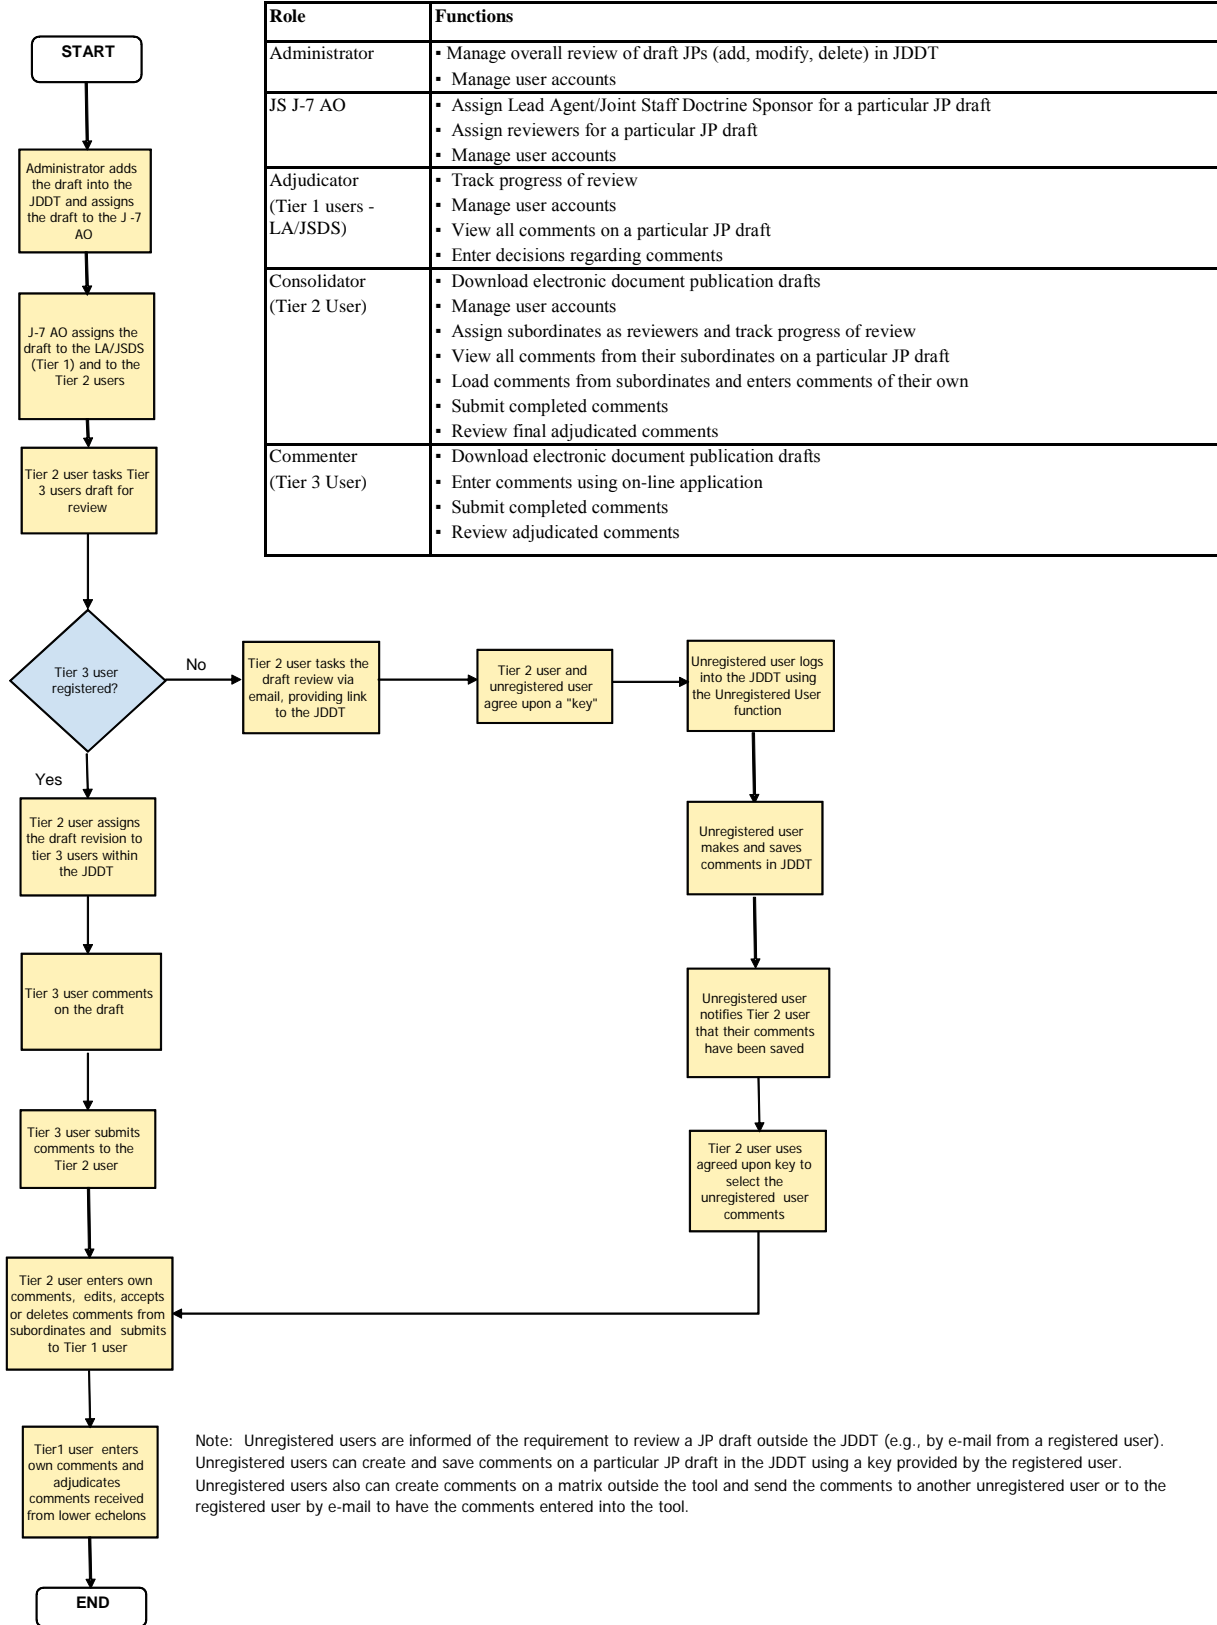 Role Functions
Administrator ▪ Manage overall review of draft JPs (add, modify, delete) in JDDT
▪ Manage user accounts
JS J-7 AO ▪ Assign Lead Agent/Joint Staff Doctrine Sponsor for a particular JP draft
▪ Assign reviewers for a particular JP draft
▪ Manage user accounts
Adjudicator ▪ Track progress of review
(Tier 1 users - ▪ Manage user accounts
LA/JSDS) ▪ View all comments on a particular JP draft
▪ Enter decisions regarding comments
Consolidator ▪ Download electronic document publication drafts
(Tier 2 User) ▪ Manage user accounts
▪ Assign subordinates as reviewers and track progress of review
▪ View all comments from their subordinates on a particular JP draft
▪ Load comments from subordinates and enters comments of their own
▪ Submit completed comments
▪ Review final adjudicated comments
Commenter ▪ Download electronic document publication drafts
(Tier 3 User) ▪ Enter comments using on-line application
▪ Submit completed comments
▪ Review adjudicated comments
START
Administrator adds
the draft into the
JDDT and assigns
the draft to the J -7
AO
J-7 AO assigns the
draft to the LA/JSDS
(Tier 1) and to the
Tier 2 users
Tier 2 user tasks Tier
3 users draft for
review
Tier 3 user
registered?
No
Tier 2 user tasks the
draft review via
email, providing link
to the JDDT
Tier 2 user and
unregistered user
agree upon a "key"
Unregistered user logs
into the JDDT using
the Unregistered User
function
Unregistered user
makes and saves
comments in JDDT
Unregistered user
notifies Tier 2 user
that their comments
have been saved
Tier 2 user uses
agreed upon key to
select the
unregistered user
comments
Yes
Tier 2 user assigns
the draft revision to
tier 3 users within
the JDDT
Tier 3 user comments
on the draft
Tier 3 user submits
comments to the
Tier 2 user
Tier 2 user enters own
comments, edits, accepts
or deletes comments from
subordinates and submits
to Tier 1 user
Tier1 user enters
own comments and
adjudicates
comments received
from lower echelons
END
Note: Unregistered users are informed of the requirement to review a JP draft outside the JDDT (e.g., by e-mail from a registered user).
Unregistered users can create and save comments on a particular JP draft in the JDDT using a key provided by the registered user.
Unregistered users also can create comments on a matrix outside the tool and send the comments to another unregistered user or to the
registered user by e-mail to have the comments entered into the tool.